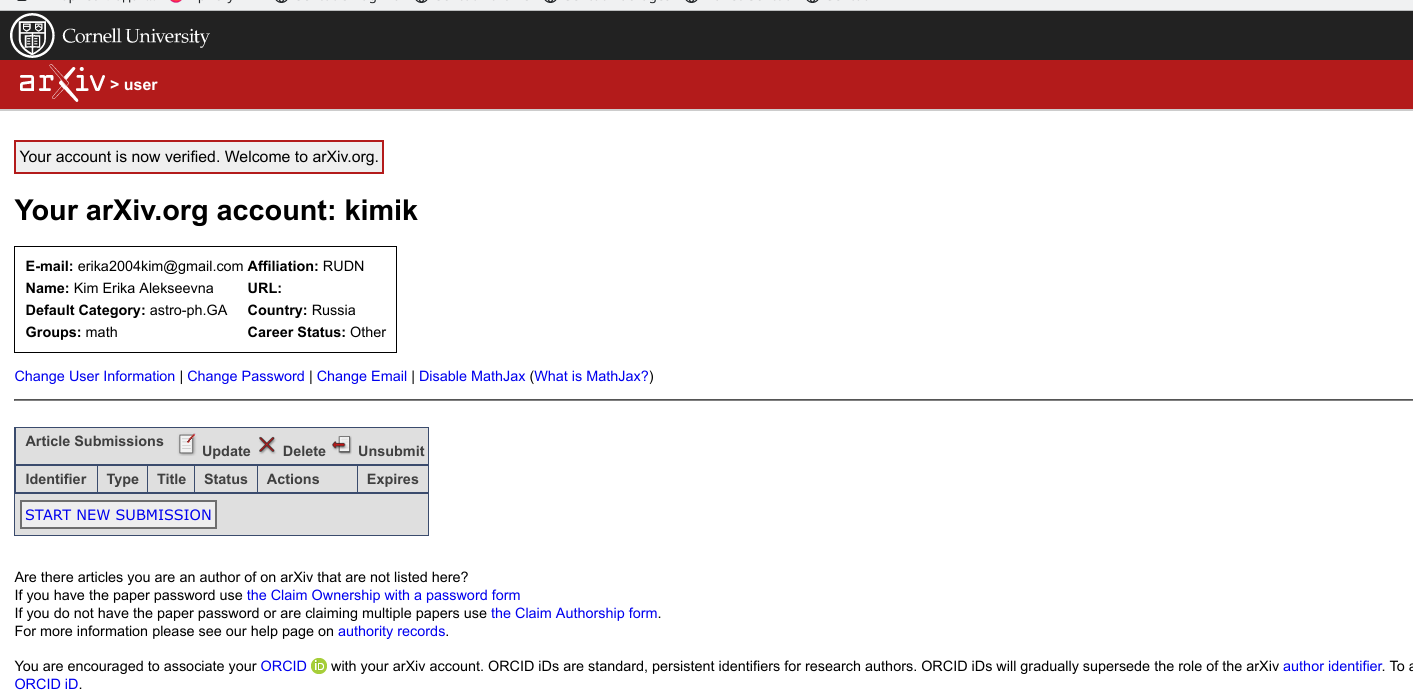 Cornell University
arXiv > user
Your account is now verified. Welcome to arXiv.org.
Your arXiv.org account: kimik
E-mail: erika2004kim@gmail.com Affiliation: RUDN
Name: Kim Erika Alekseevna URL:
Default Category: astro-ph.GA Country: Russia
Groups: math Career Status: Other
Change User Information | Change Password | Change Email | Disable MathJax (What is MathJax?)
Article Submissions Update Delete Unsubmit
Identifier Type Title Status Actions Expires
START NEW SUBMISSION
Are there articles you are an author of on arXiv that are not listed here?
If you have the paper password use the Claim Ownership with a password form
If you do not have the paper password or are claiming multiple papers use the Claim Authorship form.
For more information please see our help page on authority records.
You are encouraged to associate your ORCID iD with your arXiv account. ORCID iDs are standard, persistent identifiers for research authors. ORCID iDs will gradually supersede the role of the arXiv author identifier. To
ORCID iD.